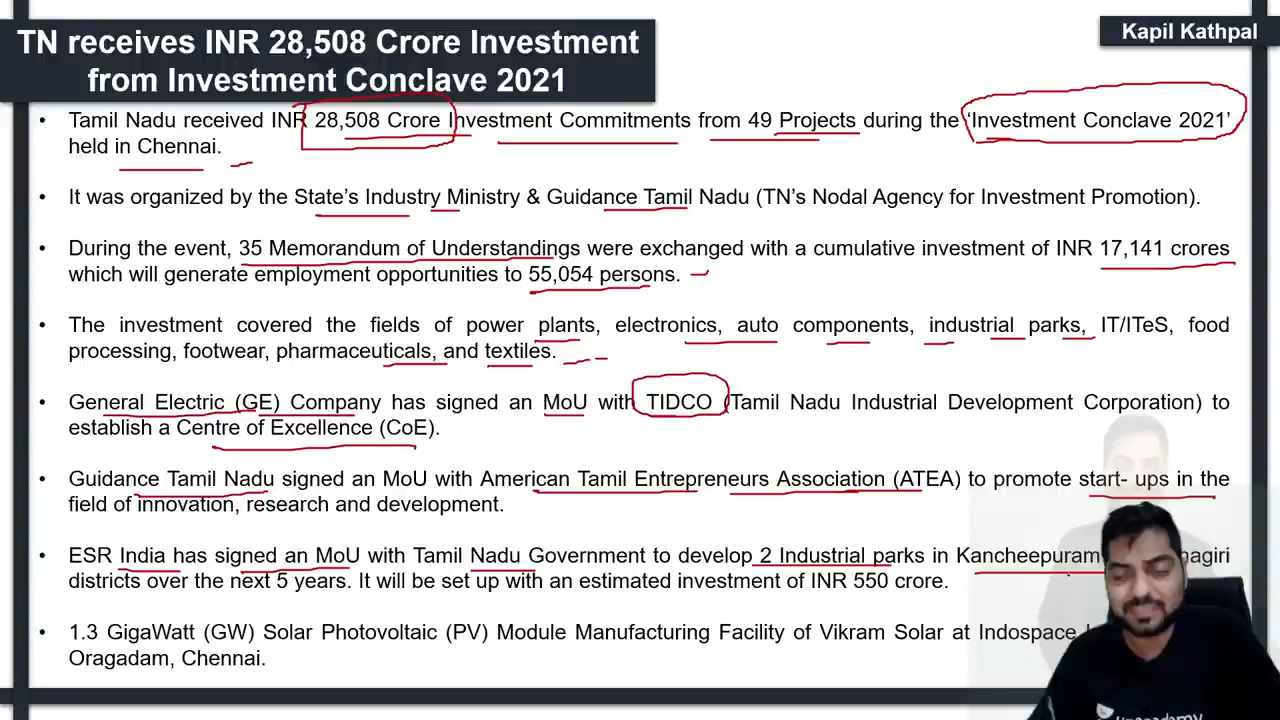 TN receives INR 28,508 Crore Investment
from Investment Conclave 2021
Kapil Kathpal
• Tamil Nadu received INR 28,508 Crore Investment Commitments from 49 Projects during the ‘Investment Conclave 2021’
held in Chennai.
• It was organized by the State’s Industry Ministry & Guidance Tamil Nadu (TN’s Nodal Agency for Investment Promotion).
• During the event, 35 Memorandum of Understandings were exchanged with a cumulative investment of INR 17,141 crores
which will generate employment opportunities to 55,054 persons.
• The investment covered the fields of power plants, electronics, auto components, industrial parks, IT/ITeS, food
processing, footwear, pharmaceuticals, and textiles.
• General Electric (GE) Company has signed an MoU with TIDCO (Tamil Nadu Industrial Development Corporation) to
establish a Centre of Excellence (CoE).
• Guidance Tamil Nadu signed an MoU with American Tamil Entrepreneurs Association (ATEA) to promote start- ups in the
field of innovation, research and development.
• ESR India has signed an MoU with Tamil Nadu Government to develop 2 Industrial parks in Kancheepuram
districts over the next 5 years. It will be set up with an estimated investment of INR 550 crore.
• 1.3 GigaWatt (GW) Solar Photovoltaic (PV) Module Manufacturing Facility of Vikram Solar at Indospace
Oragadam, Chennai.